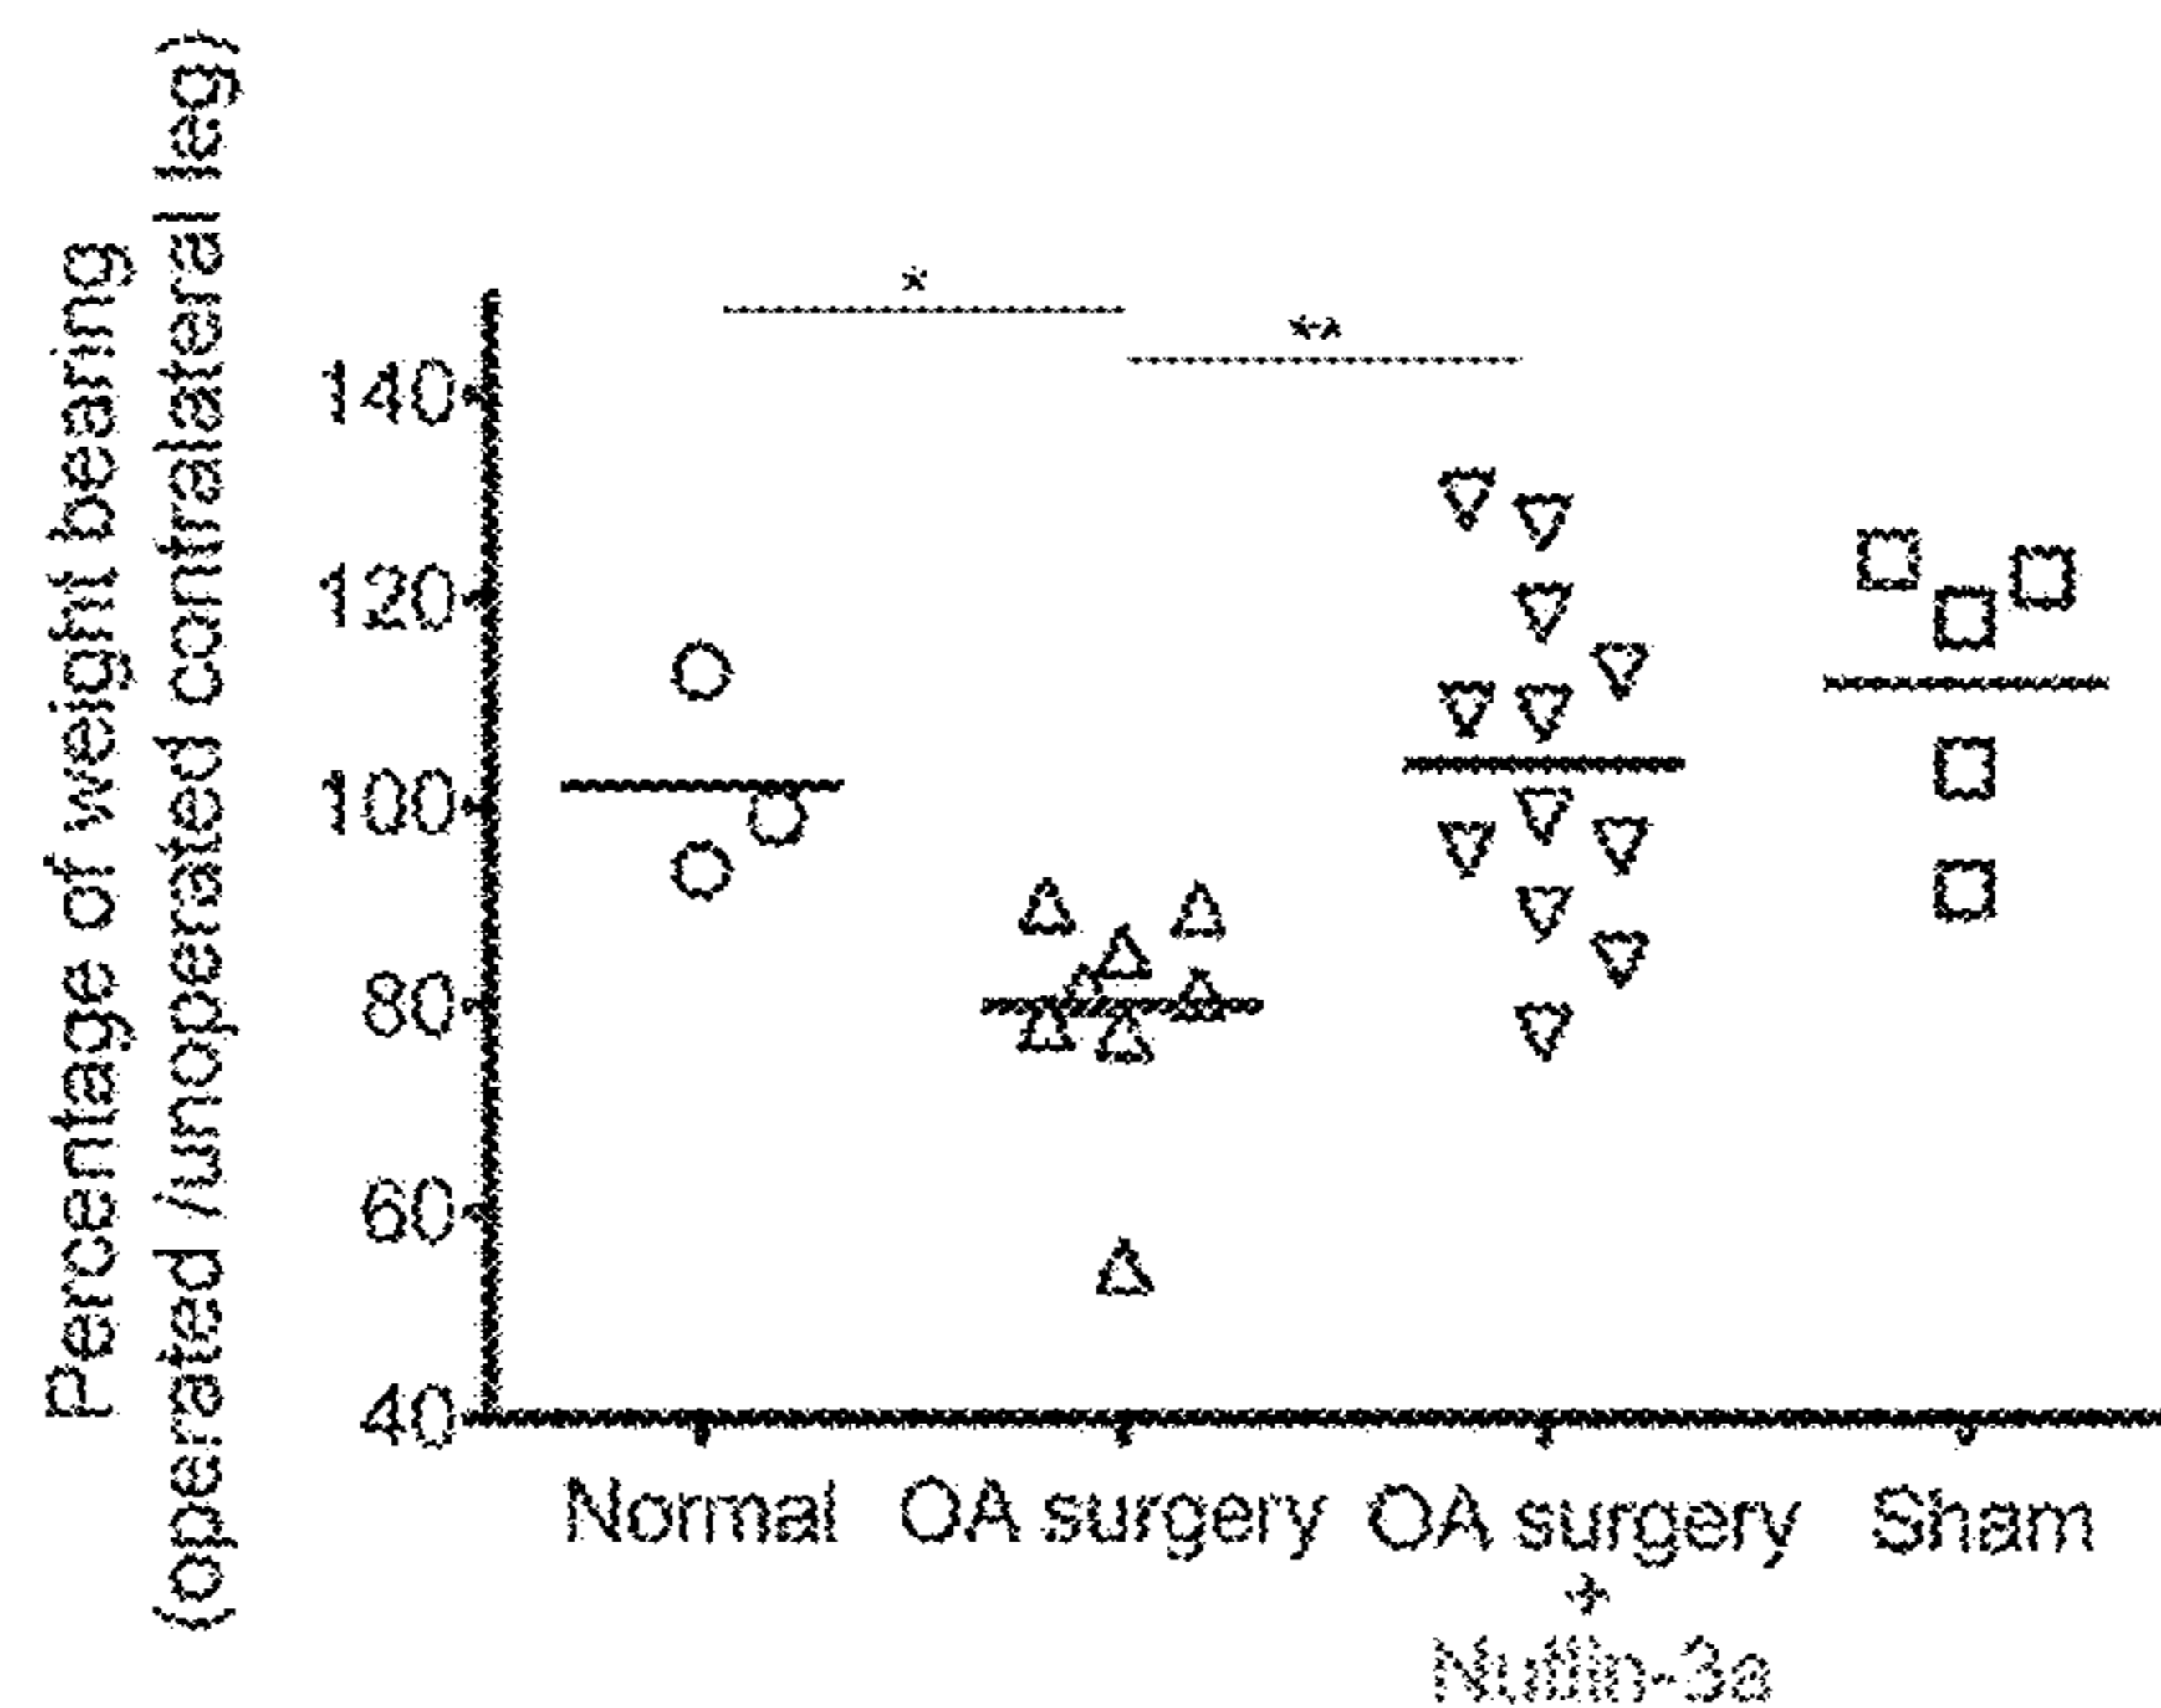 Percentage of weight bearing
(operated /unoperated contralateral leg)
*
**
140
120
100
80
60
40
Normal OA surgery OA surgery Sham
+
Nutlin-3a